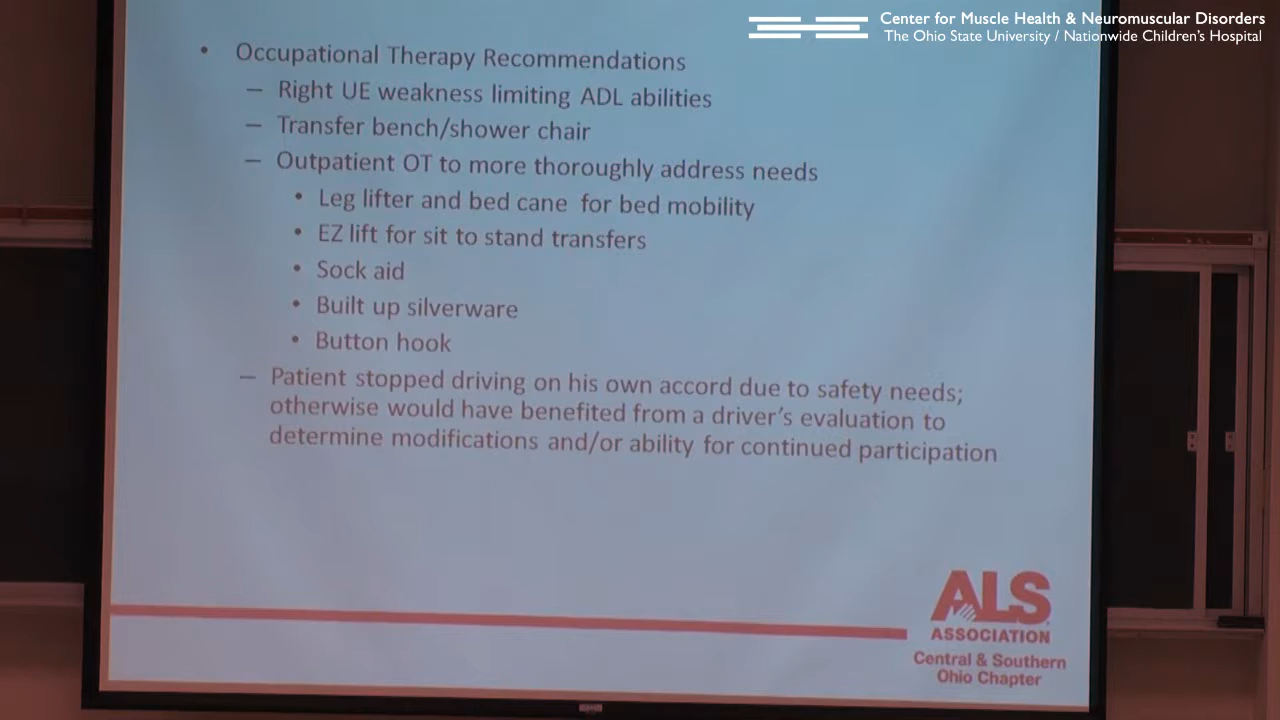 Center for Muscle Health & Neuromuscular Disorders
The Ohio State University / Nationwide Children's Hospital
• Occupational Therapy Recommendations
– Right UE weakness limiting ADL abilities
– Transfer bench/shower chair
– Outpatient OT to more thoroughly address needs
• Leg lifter and bed cane for bed mobility
• EZ lift for sit to stand transfers
• Sock aid
• Built up silverware
• Button hook
– Patient stopped driving on his own accord due to safety needs;
otherwise would have benefited from a driver's evaluation to
determine modifications and/or ability for continued participation
ALS
ASSOCIATION
Central & Southern
Ohio Chapter